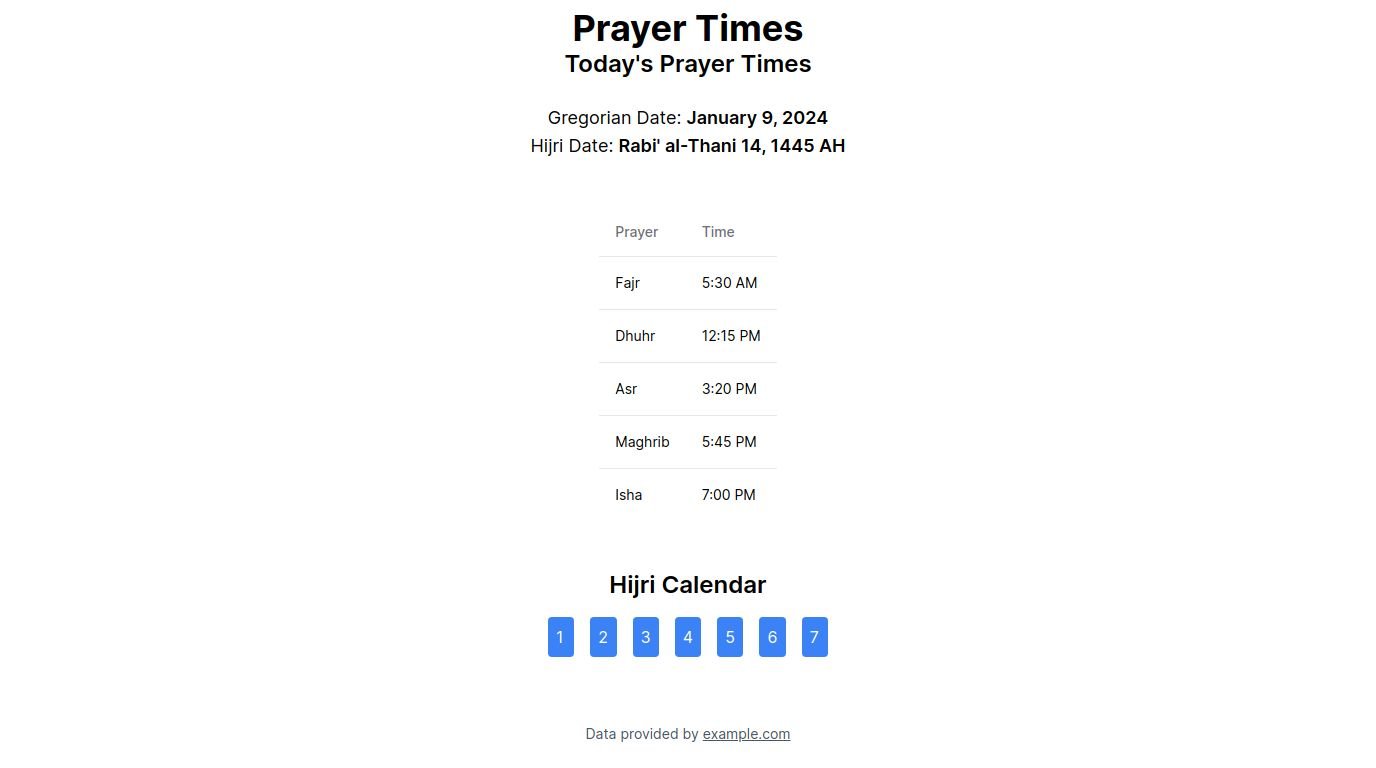 Prayer Times
Today's Prayer Times
Gregorian Date: January 9, 2024
Hijri Date: Rabi' al-Thani 14, 1445 AH
Prayer Time
Fajr 5:30 AM
Dhuhr 12:15 PM
Asr 3:20 PM
Maghrib 5:45 PM
Isha 7:00 PM
Hijri Calendar
1 2 3 4 5 6 7
Data provided by example.com